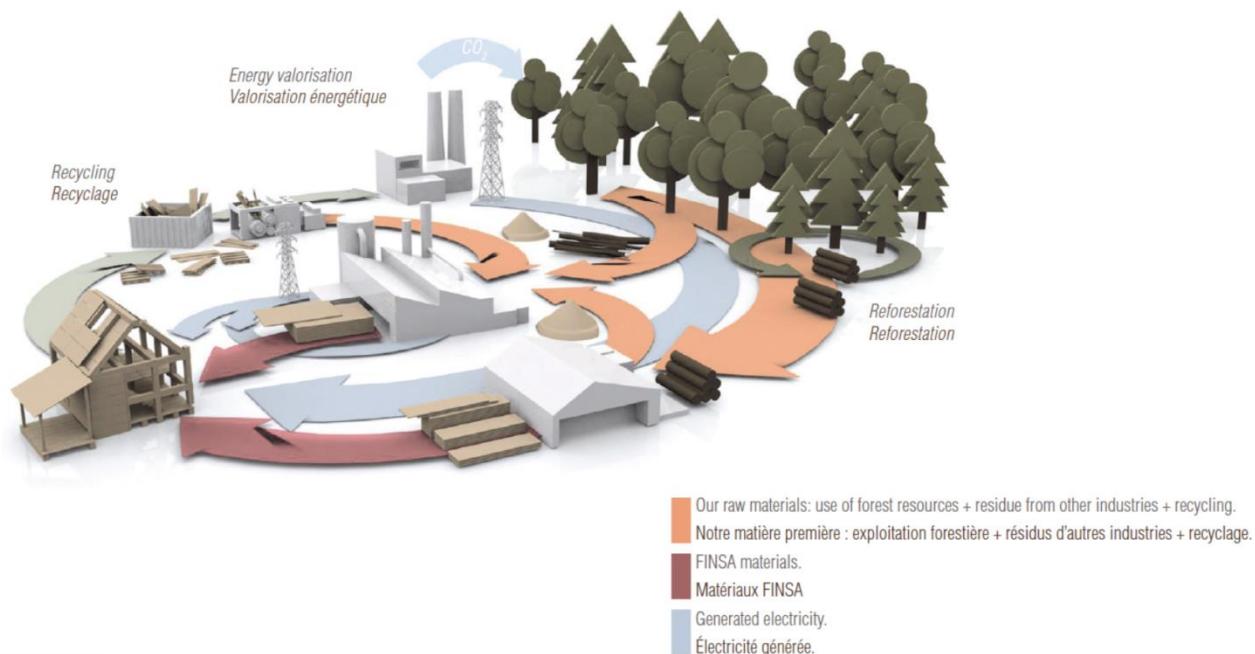 CO₂
Energy valorisation
Valorisation énergétique
Recycling
Recyclage
Reforestation
Reforestation
Our raw materials: use of forest resources + residue from other industries + recycling.
Notre matière première : exploitation forestière + résidus d'autres industries + recyclage.
FINSA materials.
Matériaux FINSA
Generated electricity.
Électricité générée.